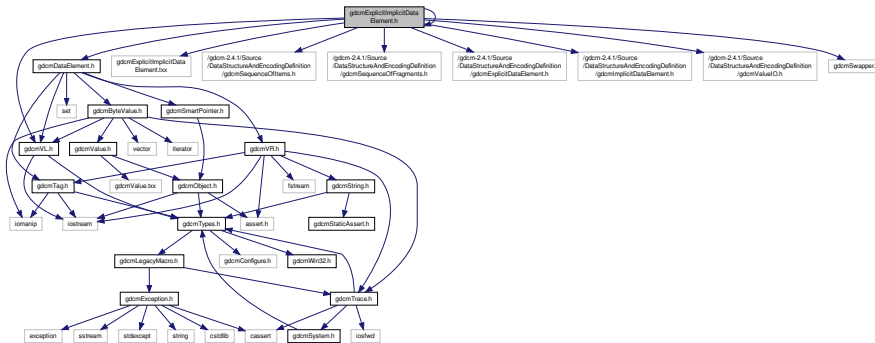 gdcmExplicitImplicitData
Element.h
gdcmDataElement.h
gdcmExplicitImplicitData
Element.txx
/gdcm-2.4.1/Source
/DataStructureAndEncodingDefinition
/gdcmSequenceOfItems.h
/gdcm-2.4.1/Source
/DataStructureAndEncodingDefinition
/gdcmSequenceOfFragments.h
/gdcm-2.4.1/Source
/DataStructureAndEncodingDefinition
/gdcmExplicitDataElement.h
/gdcm-2.4.1/Source
/DataStructureAndEncodingDefinition
/gdcmImplicitDataElement.h
/gdcm-2.4.1/Source
/DataStructureAndEncodingDefinition
/gdcmValueIO.h
gdcmSwapper.
set
gdcmByteValue.h
gdcmSmartPointer.h
gdcmVL.h
gdcmValue.h
vector
iterator
gdcmVR.h
gdcmTag.h
gdcmValue.txx
gdcmObject.h
fstream
gdcmString.h
iomanip
iostream
gdcmTypes.h
assert.h
gdcmStaticAssert.h
gdcmLegacyMacro.h
gdcmConfigure.h
gdcmWin32.h
gdcmException.h
gdcmTrace.h
exception
sstream
stdexcept
string
cstdlib
cassert
gdcmSystem.h
iosfwd